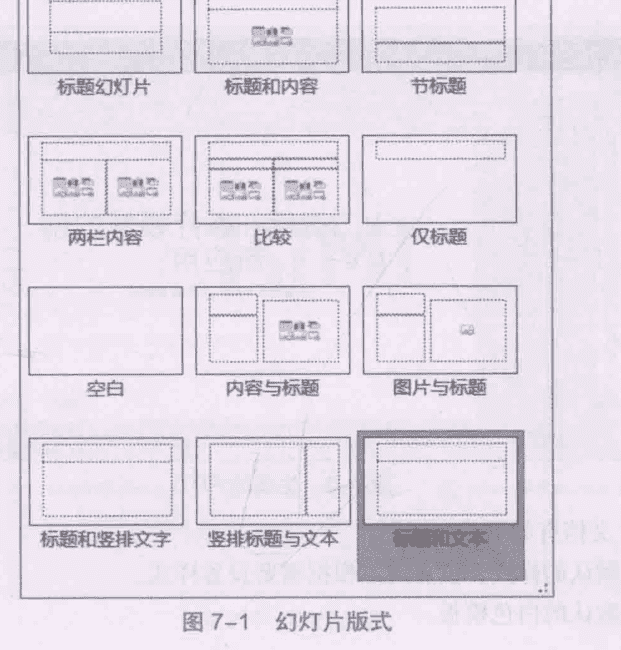 标题幻灯片 标题和内容 节标题
两栏内容 比较 仅标题
空白 内容与标题 图片与标题
标题和竖排文字 竖排标题与文本 标题和文本
图 7-1 幻灯片版式